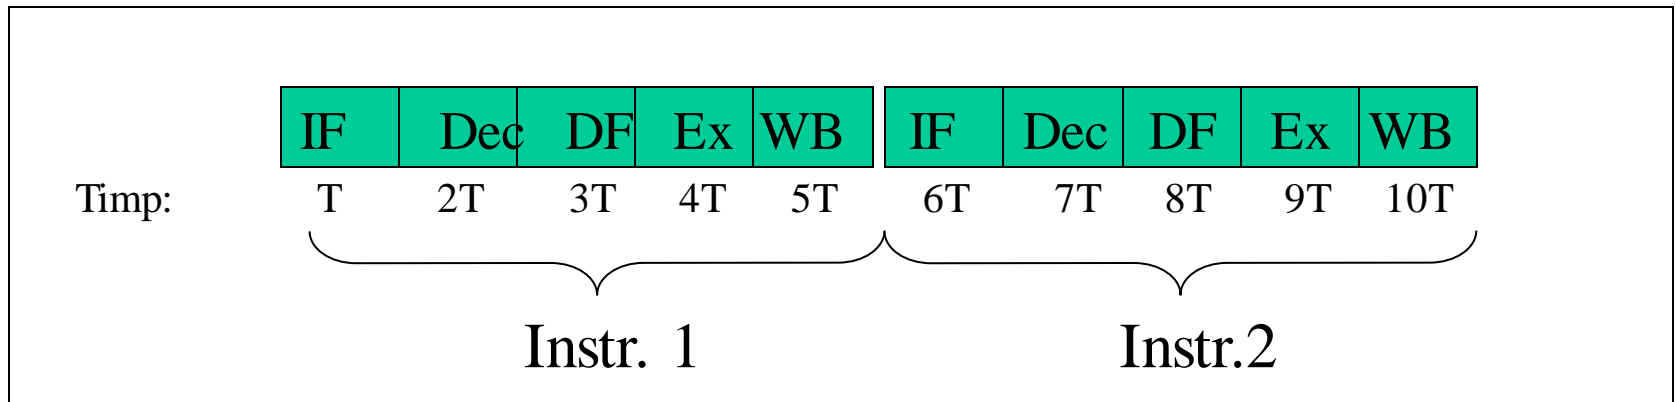 IF Dec DF Ex WB IF Dec DF Ex WB
Timp: T 2T 3T 4T 5T 6T 7T 8T 9T 10T
Instr. 1 Instr.2